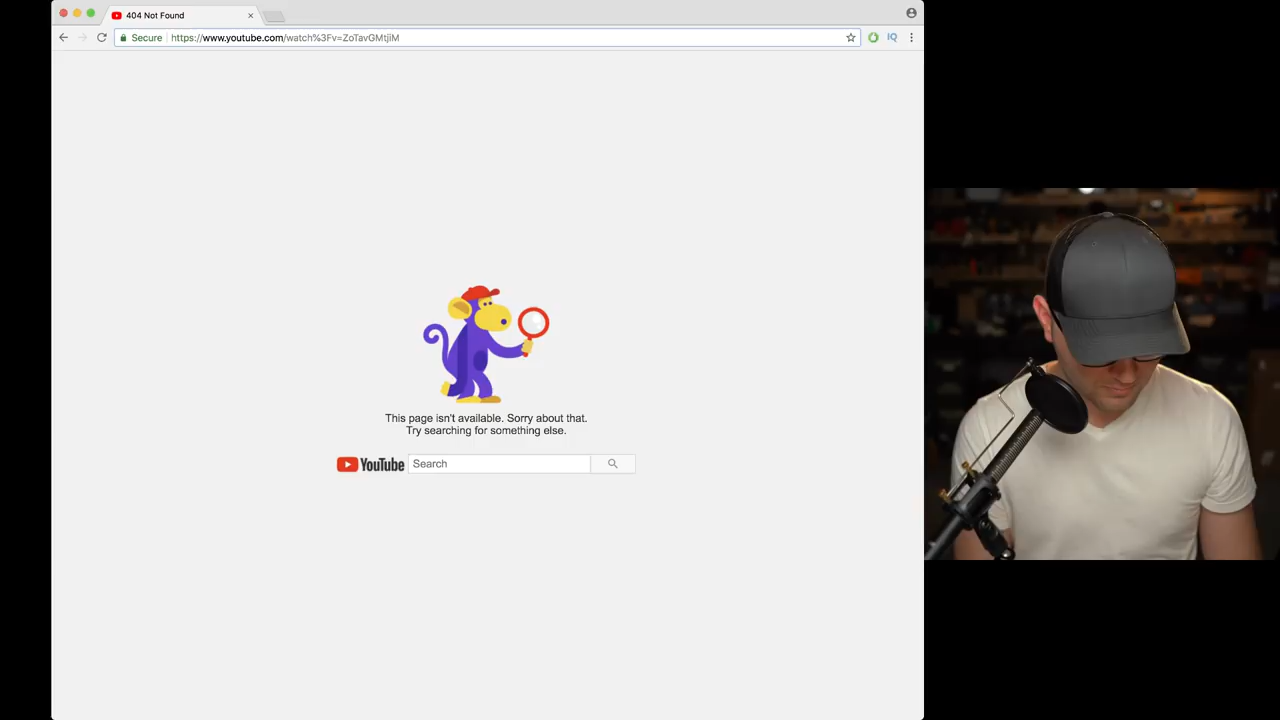 404 Not Found
Secure https://www.youtube.com/watch%3Fv=ZoTavGMtjiM
IQ
This page isn't available. Sorry about that.
Try searching for something else.
YouTube Search